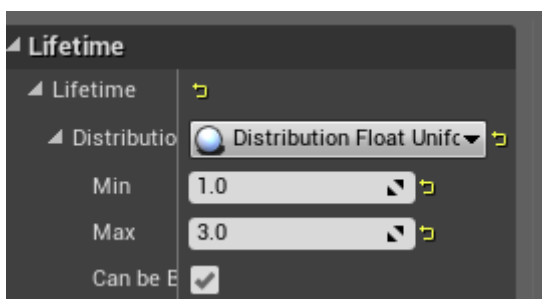 Lifetime
Lifetime
Distributio Distribution Float Unifc
Min 1.0
Max 3.0
Can be E